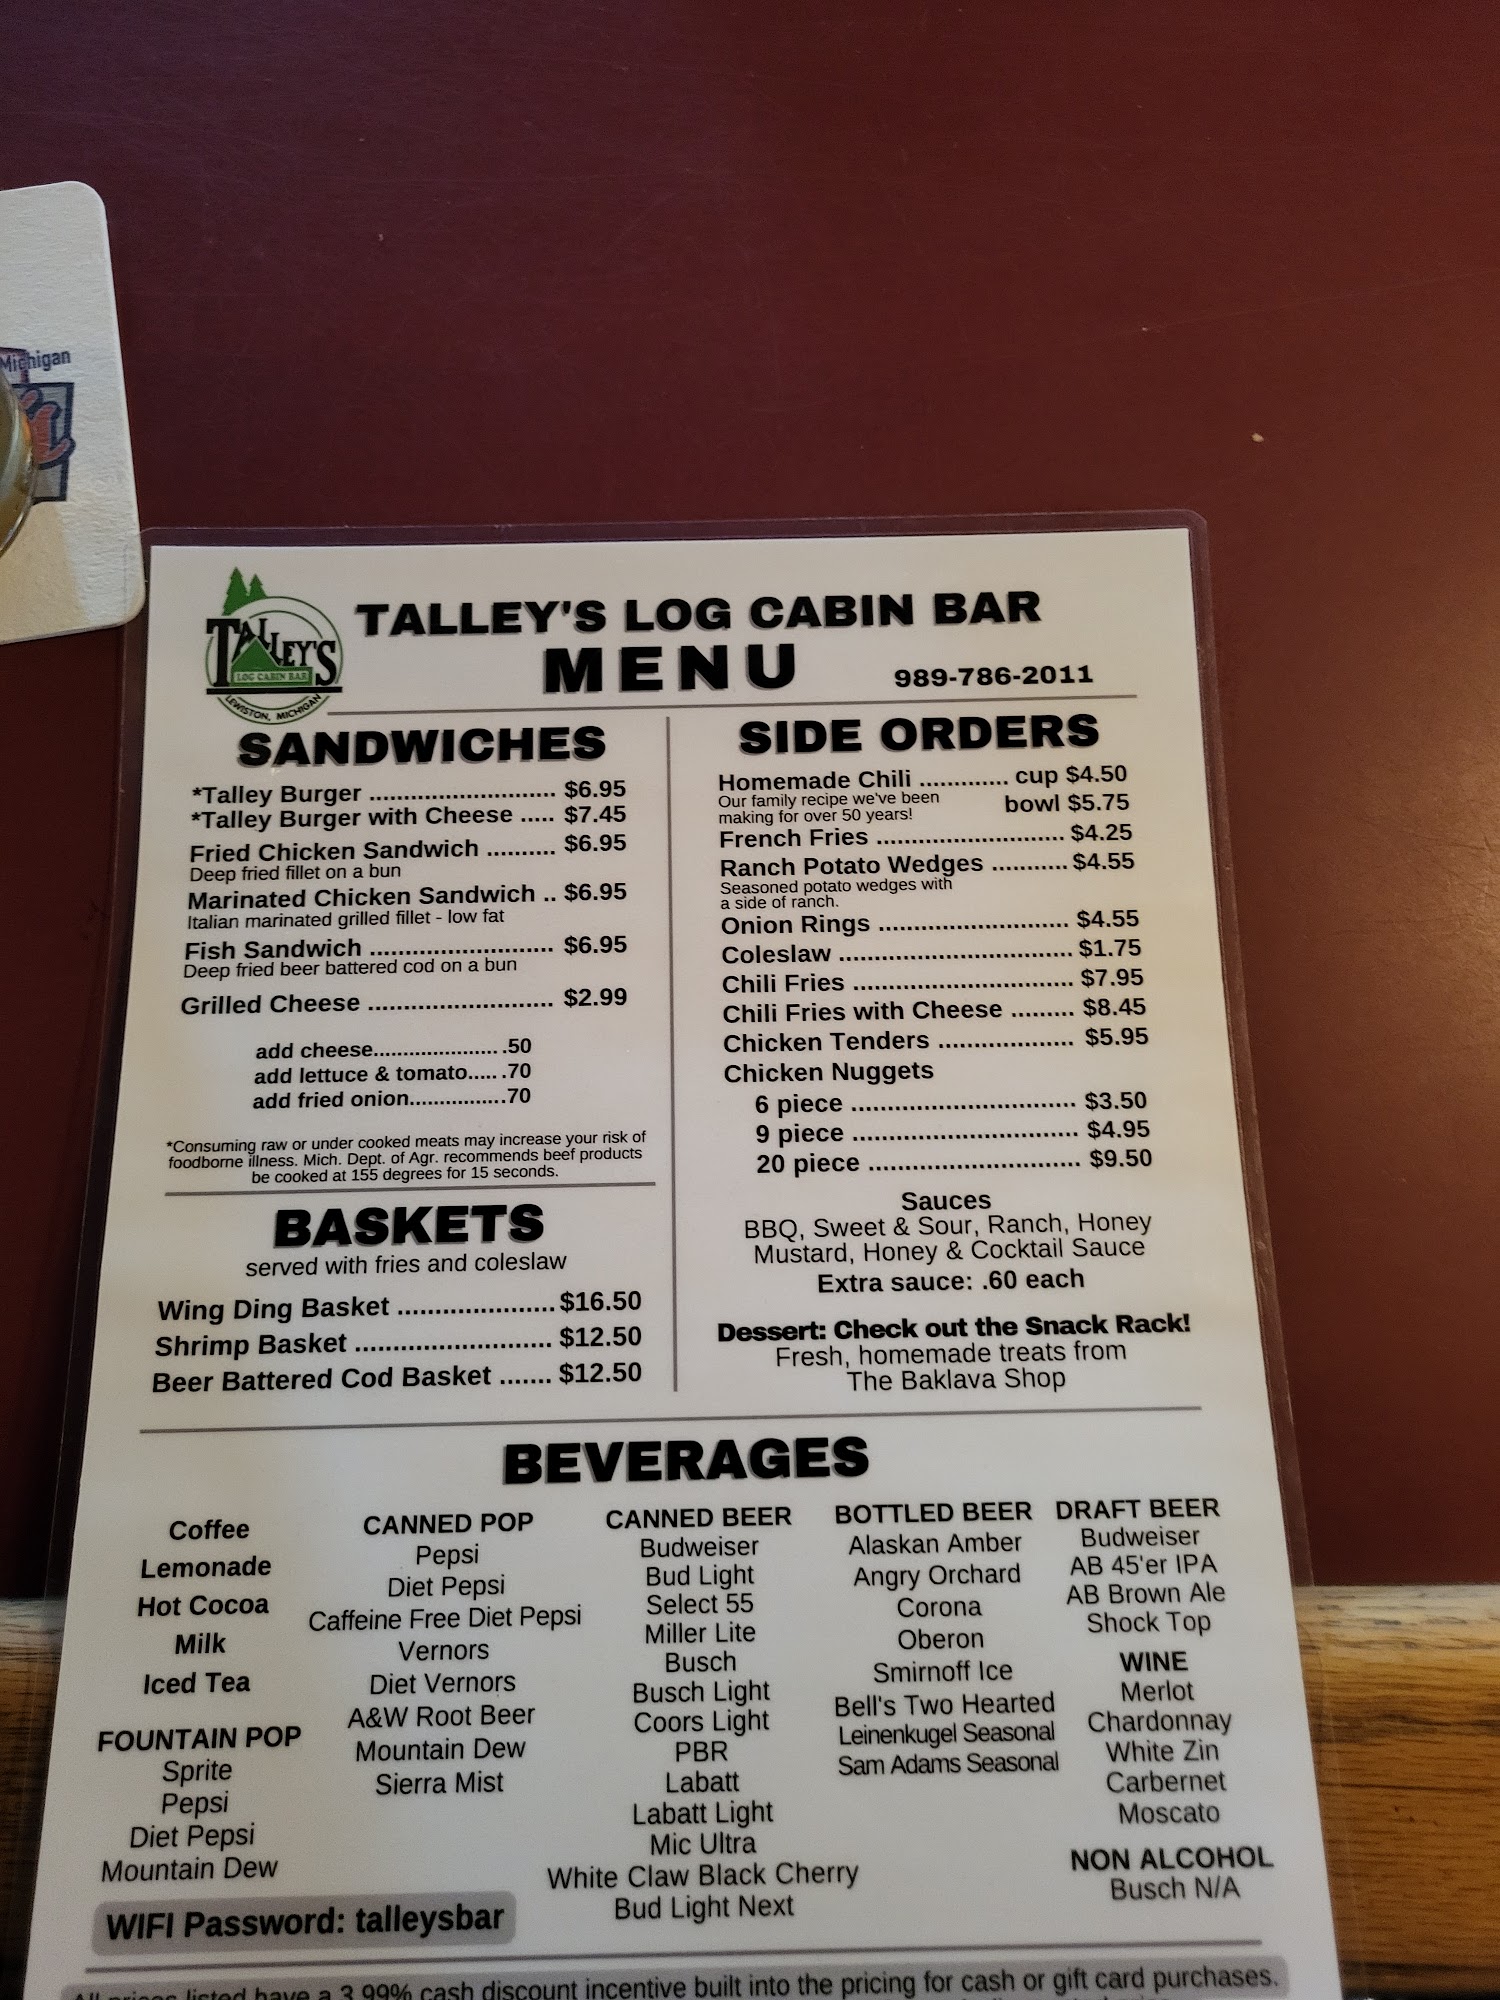 Michigan
TALLEY'S
LOG CABIN BAR
LEWISTON, MICHIGAN
TALLEY'S LOG CABIN BAR
MENU
989-786-2011
SANDWICHES
*Talley Burger .......................... $6.95
*Talley Burger with Cheese ..... $7.45
Fried Chicken Sandwich .......... $6.95
Deep fried fillet on a bun
Marinated Chicken Sandwich .. $6.95
Italian marinated grilled fillet - low fat
Fish Sandwich .......................... $6.95
Deep fried beer battered cod on a bun
Grilled Cheese .......................... $2.99
add cheese...................... .50
add lettuce & tomato..... .70
add fried onion................ .70
*Consuming raw or under cooked meats may increase your risk of
foodborne illness. Mich. Dept. of Agr. recommends beef products
be cooked at 155 degrees for 15 seconds.
BASKETS
served with fries and coleslaw
Wing Ding Basket ...................... $16.50
Shrimp Basket ........................... $12.50
Beer Battered Cod Basket ....... $12.50
SIDE ORDERS
Homemade Chili ............. cup $4.50
Our family recipe we've been
making for over 50 years!
bowl $5.75
French Fries ........................... $4.25
Ranch Potato Wedges ........... $4.55
Seasoned potato wedges with
a side of ranch.
Onion Rings ........................... $4.55
Coleslaw ................................. $1.75
Chili Fries ............................... $7.95
Chili Fries with Cheese ......... $8.45
Chicken Tenders ................... $5.95
Chicken Nuggets
6 piece ................................ $3.50
9 piece ................................ $4.95
20 piece .............................. $9.50
Sauces
BBQ, Sweet & Sour, Ranch, Honey
Mustard, Honey & Cocktail Sauce
Extra sauce: .60 each
Dessert: Check out the Snack Rack!
Fresh, homemade treats from
The Baklava Shop
BEVERAGES
Coffee
Lemonade
Hot Cocoa
Milk
Iced Tea
FOUNTAIN POP
Sprite
Pepsi
Diet Pepsi
Mountain Dew
CANNED POP
Pepsi
Diet Pepsi
Caffeine Free Diet Pepsi
Vernors
Diet Vernors
A&W Root Beer
Mountain Dew
Sierra Mist
CANNED BEER
Budweiser
Bud Light
Select 55
Miller Lite
Busch
Busch Light
Coors Light
PBR
Labatt
Labatt Light
Mic Ultra
White Claw Black Cherry
Bud Light Next
BOTTLED BEER
Alaskan Amber
Angry Orchard
Corona
Oberon
Smirnoff Ice
Bell's Two Hearted
Leinenkugel Seasonal
Sam Adams Seasonal
DRAFT BEER
Budweiser
AB 45'er IPA
AB Brown Ale
Shock Top
WINE
Merlot
Chardonnay
White Zin
Carbernet
Moscato
NON ALCOHOL
Busch N/A
WIFI Password: talleysbar
All prices listed have a 3.99% cash discount incentive built into the pricing for cash or gift card purchases.